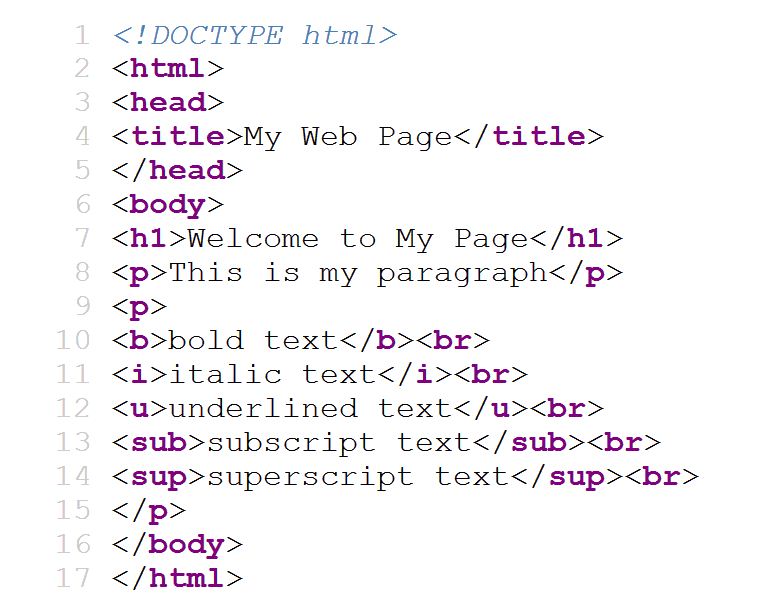 1 <!DOCTYPE html>
2 <html>
3 <head>
4 <title>My Web Page</title>
5 </head>
6 <body>
7 <h1>Welcome to My Page</h1>
8 <p>This is my paragraph</p>
9 <p>
10 <b>bold text</b><br>
11 <i>italic text</i><br>
12 <u>underlined text</u><br>
13 <sub>subscript text</sub><br>
14 <sup>superscript text</sup><br>
15 </p>
16 </body>
17 </html>